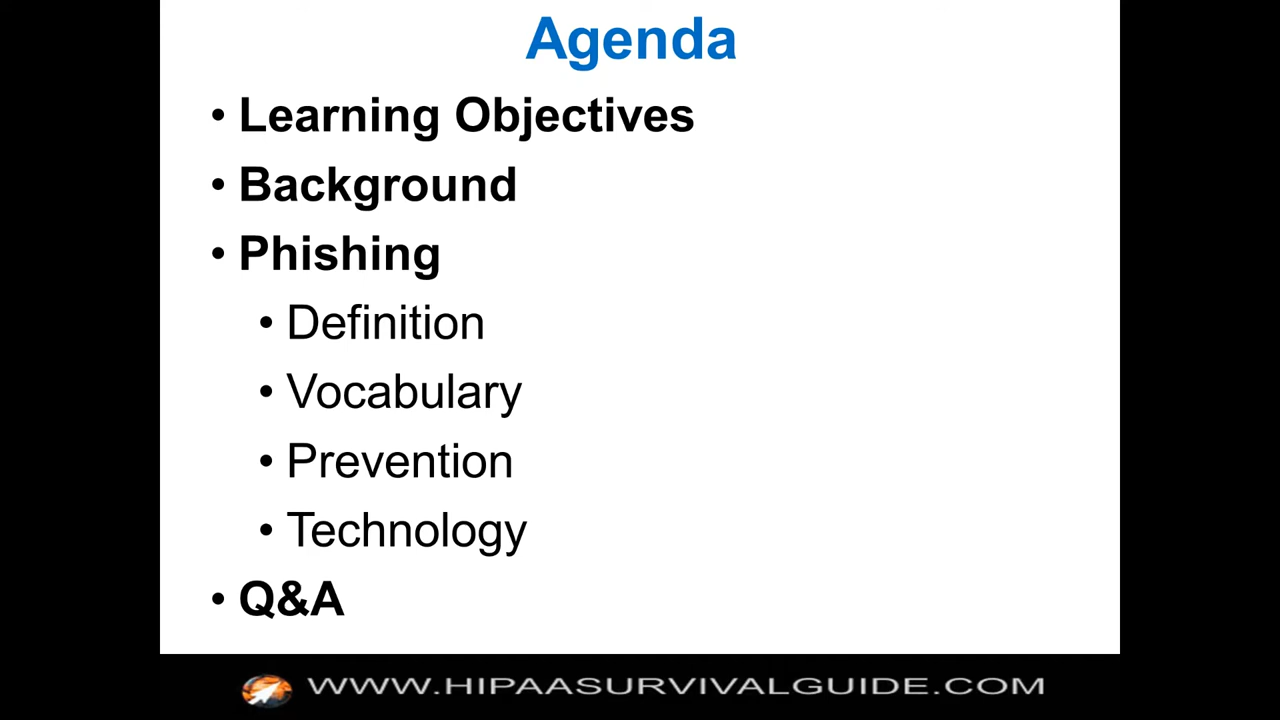 Agenda
• Learning Objectives
• Background
• Phishing
• Definition
• Vocabulary
• Prevention
• Technology
• Q&A
WWW.HIPAASURVIVALGUIDE.COM